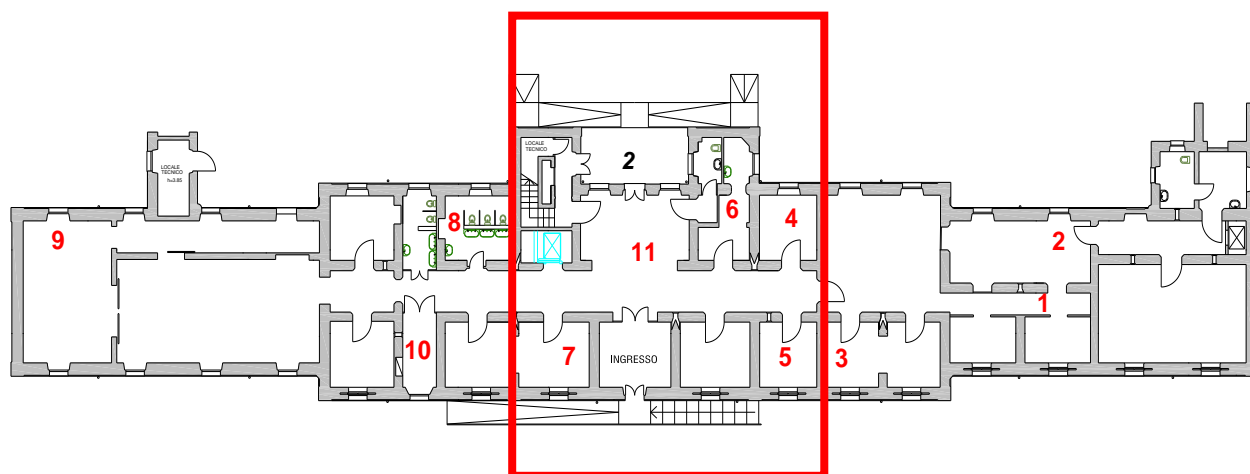 LOCALE
TECNICO
2
LOCALE
TECNICO
h=3.85
8
6
4
9
11
2
1
10
7
INGRESSO
5
3